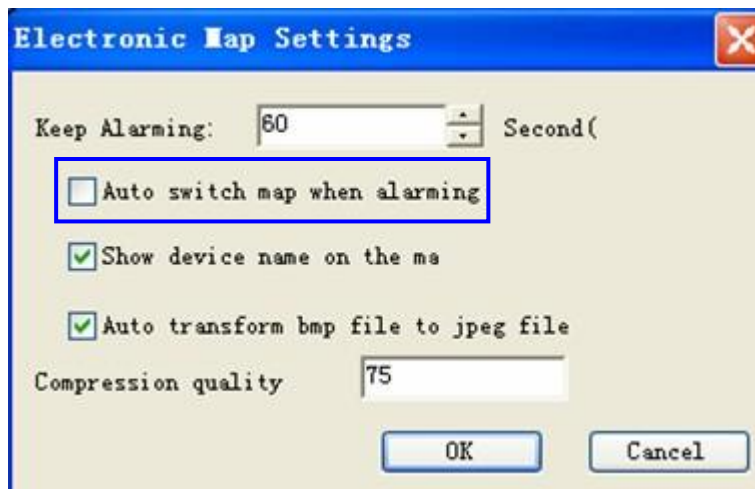 Electronic Map Settings
Keep Alarming: 60 Second(
Auto switch map when alarming
Show device name on the ma
Auto transform bmp file to jpeg file
Compression quality 75
OK Cancel